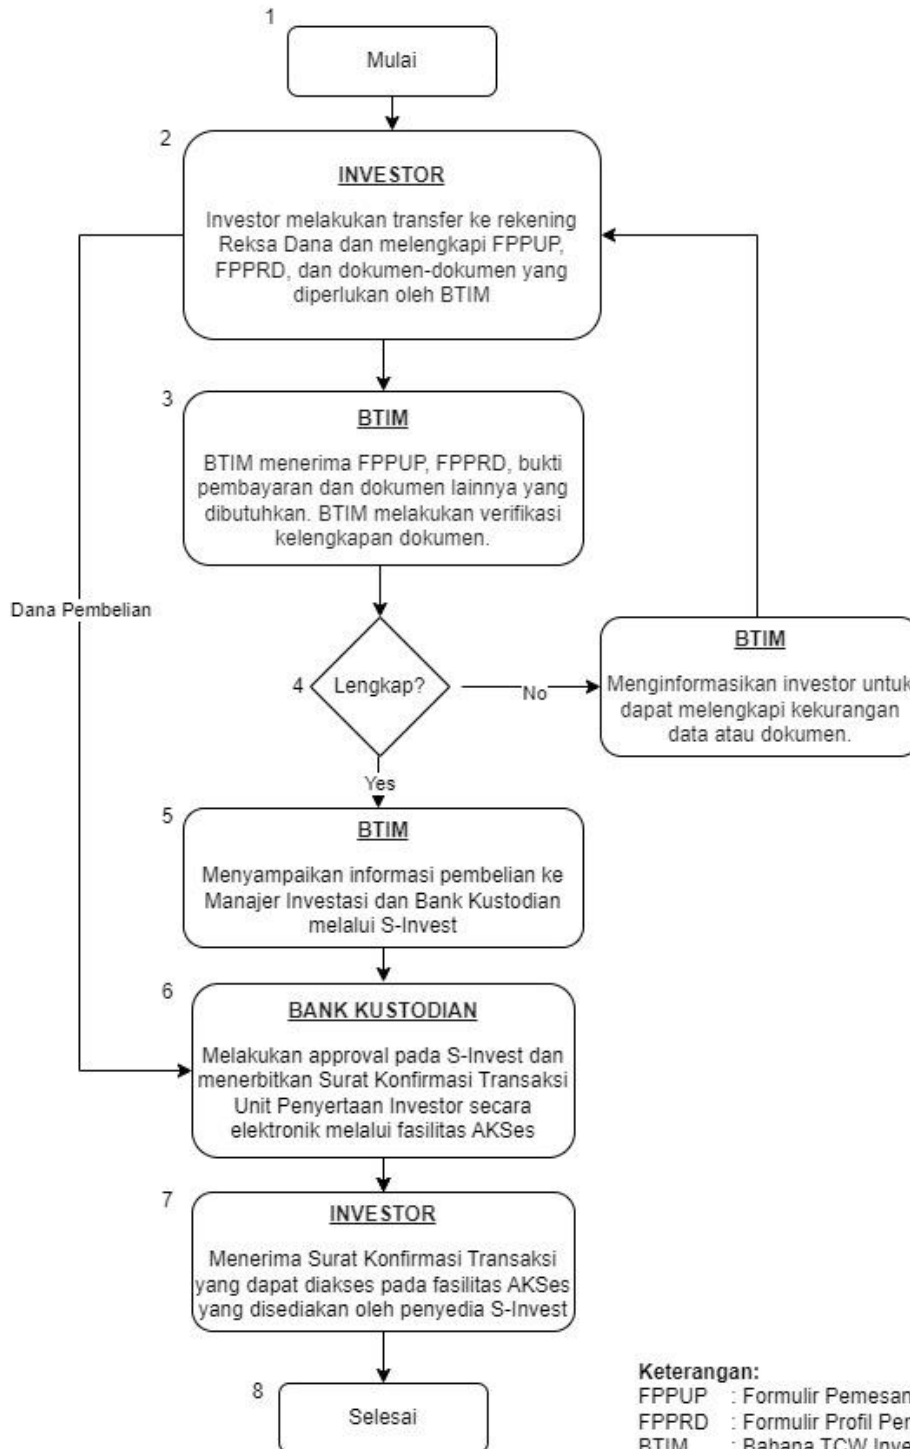 1
Mulai
2
INVESTOR
Investor melakukan transfer ke rekening
Reksa Dana dan melengkapi FPPUP,
FPPRD, dan dokumen-dokumen yang
diperlukan oleh BTIM
3
BTIM
BTIM menerima FPPUP, FPPRD, bukti
pembayaran dan dokumen lainnya yang
dibutuhkan. BTIM melakukan verifikasi
kelengkapan dokumen.
Dana Pembelian
4
Lengkap?
No
BTIM
Menginformasikan investor untuk
dapat melengkapi kekurangan
data atau dokumen.
Yes
5
BTIM
Menyampaikan informasi pembelian ke
Manajer Investasi dan Bank Kustodian
melalui S-Invest
6
BANK KUSTODIAN
Melakukan approval pada S-Invest dan
menerbitkan Surat Konfirmasi Transaksi
Unit Penyertaan Investor secara
elektronik melalui fasilitas AKSes
7
INVESTOR
Menerima Surat Konfirmasi Transaksi
yang dapat diakses pada fasilitas AKSes
yang disediakan oleh penyedia S-Invest
8
Selesai
Keterangan:
FPPUP : Formulir
FPPRD : Formulir Profil
BTIM : Bahana TCW